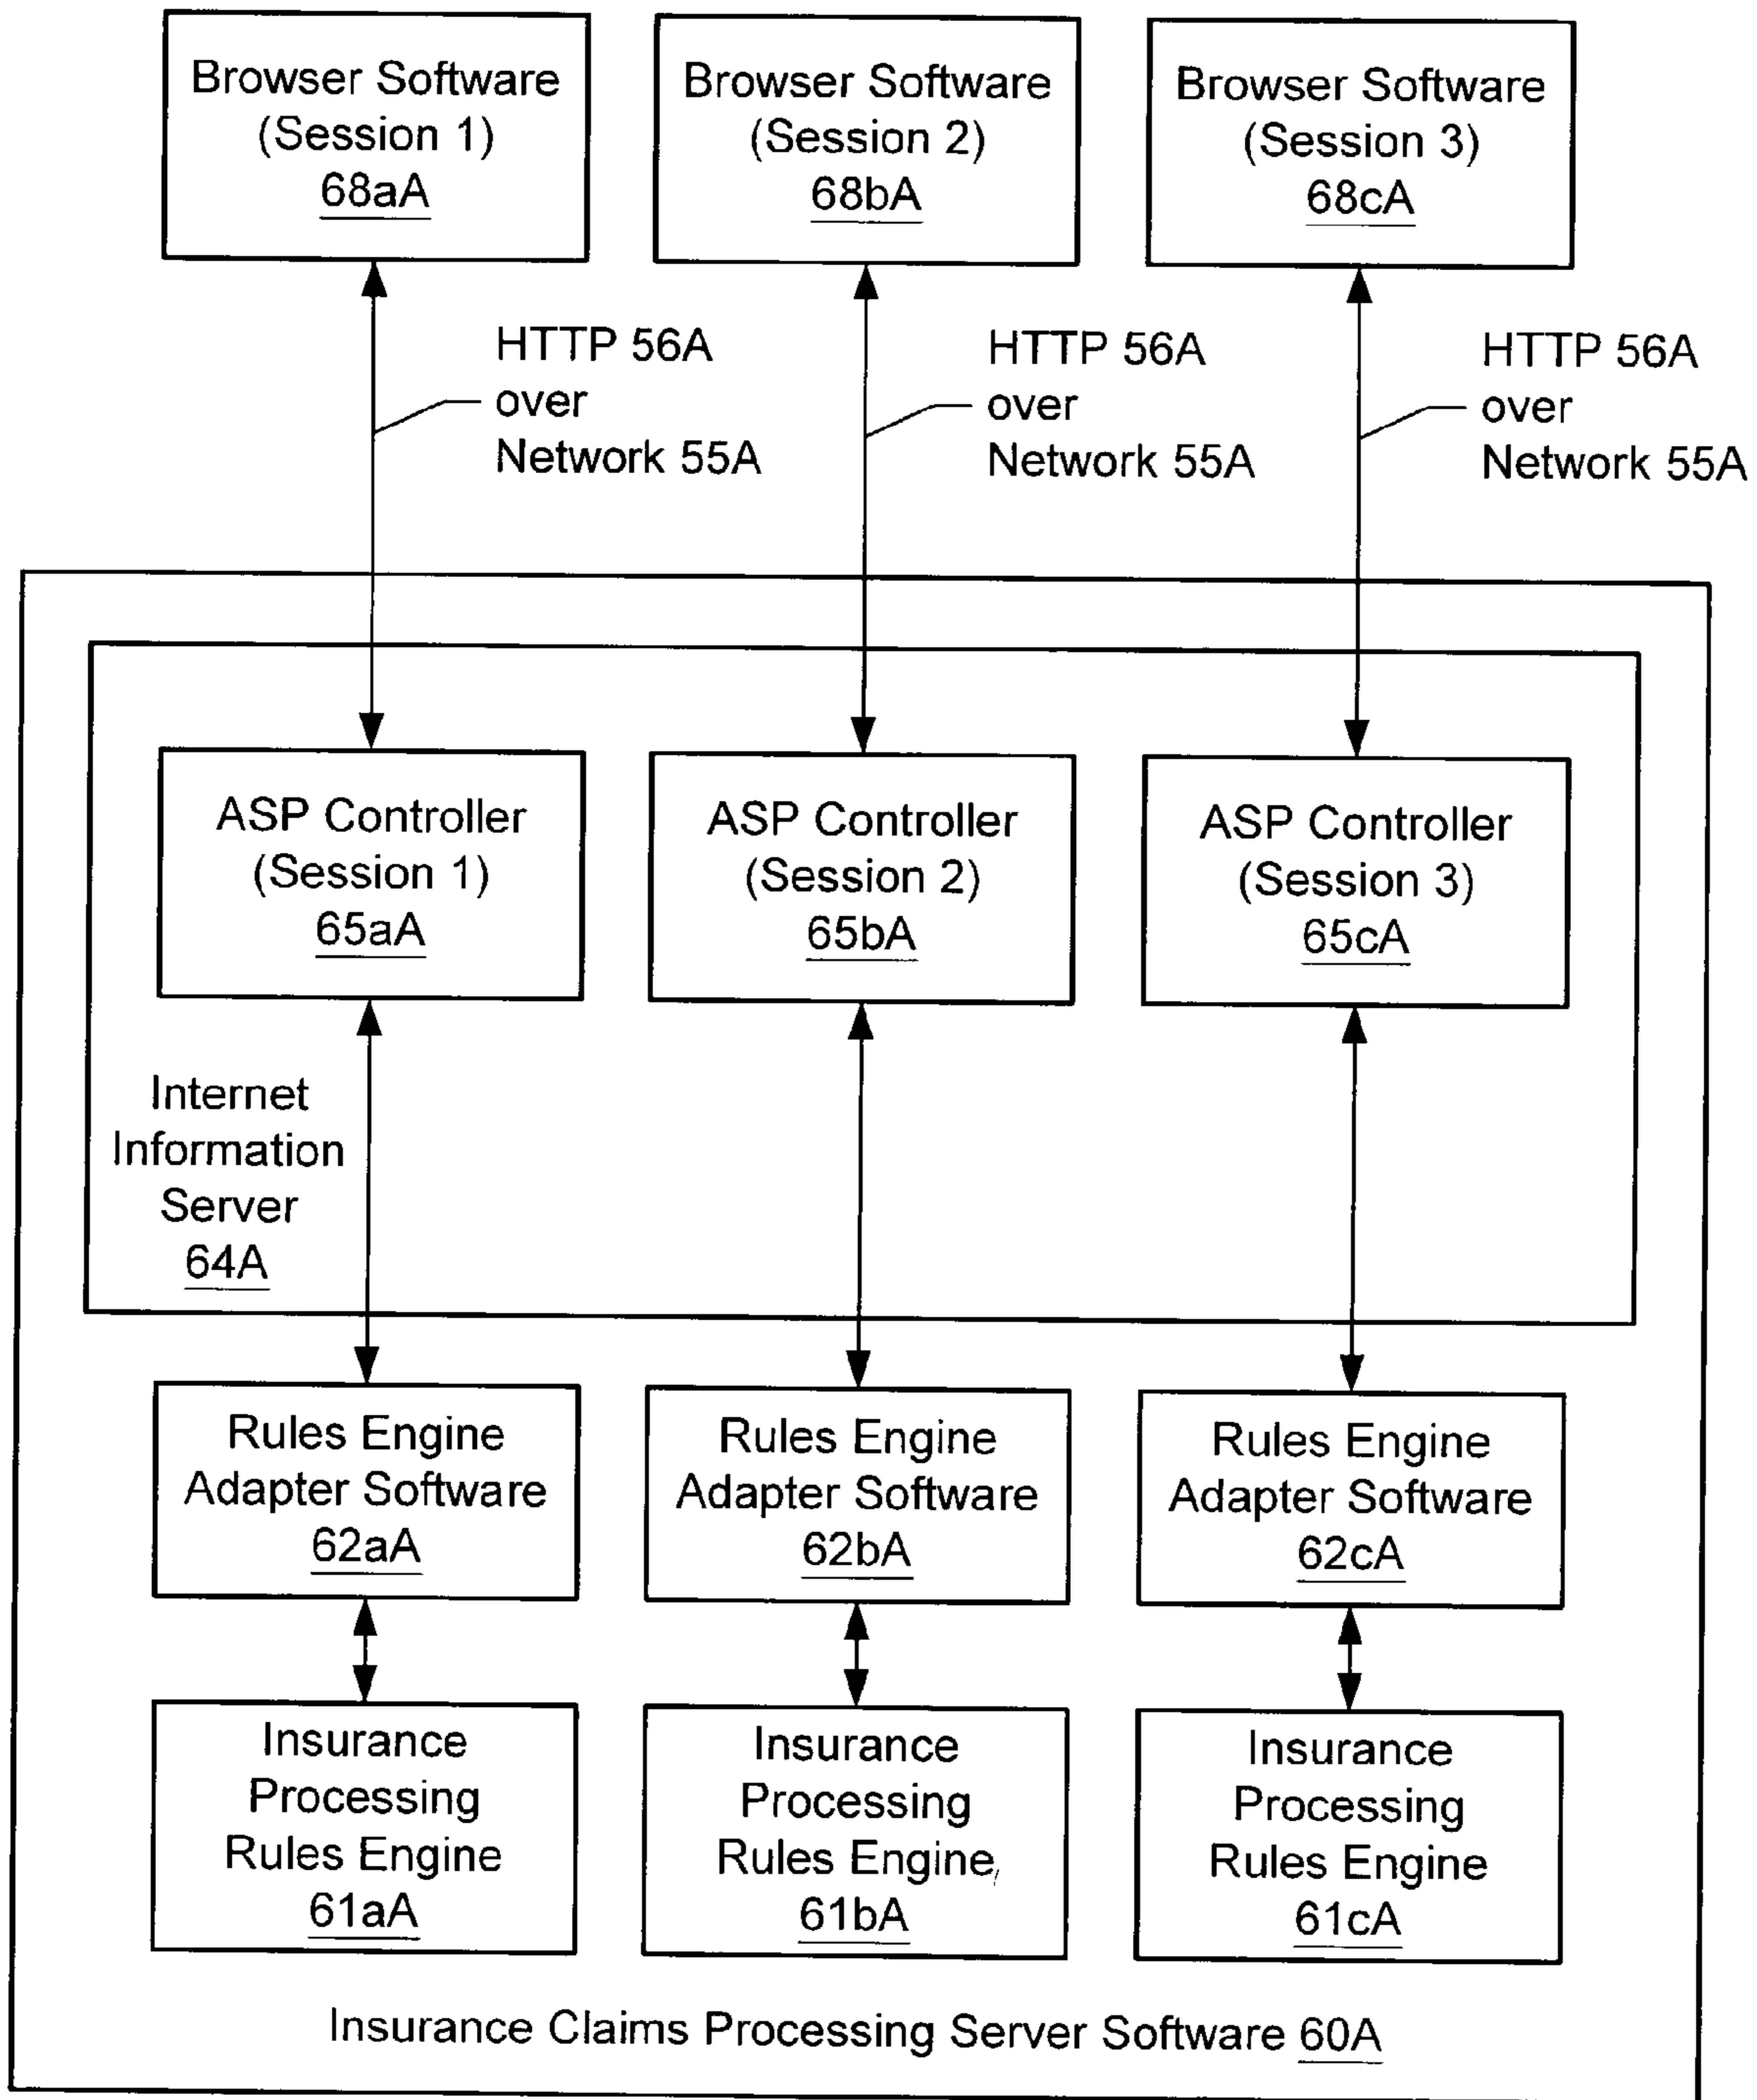 Browser Software
(Session 1)
68aA
Browser Software
(Session 2)
68bA
Browser Software
(Session 3)
68cA
HTTP 56A
over
Network 55A
HTTP 56A
over
Network 55A
HTTP 56A
over
Network 55A
ASP Controller
(Session 1)
65aA
ASP Controller
(Session 2)
65bA
ASP Controller
(Session 3)
65cA
Internet
Information
Server
64A
Rules Engine
Adapter Software
62aA
Rules Engine
Adapter Software
62bA
Rules Engine
Adapter Software
62cA
Insurance
Processing
Rules Engine
61aA
Insurance
Processing
Rules Engine
61bA
Insurance
Processing
Rules Engine
61cA
Insurance Claims Processing Server Software 60A